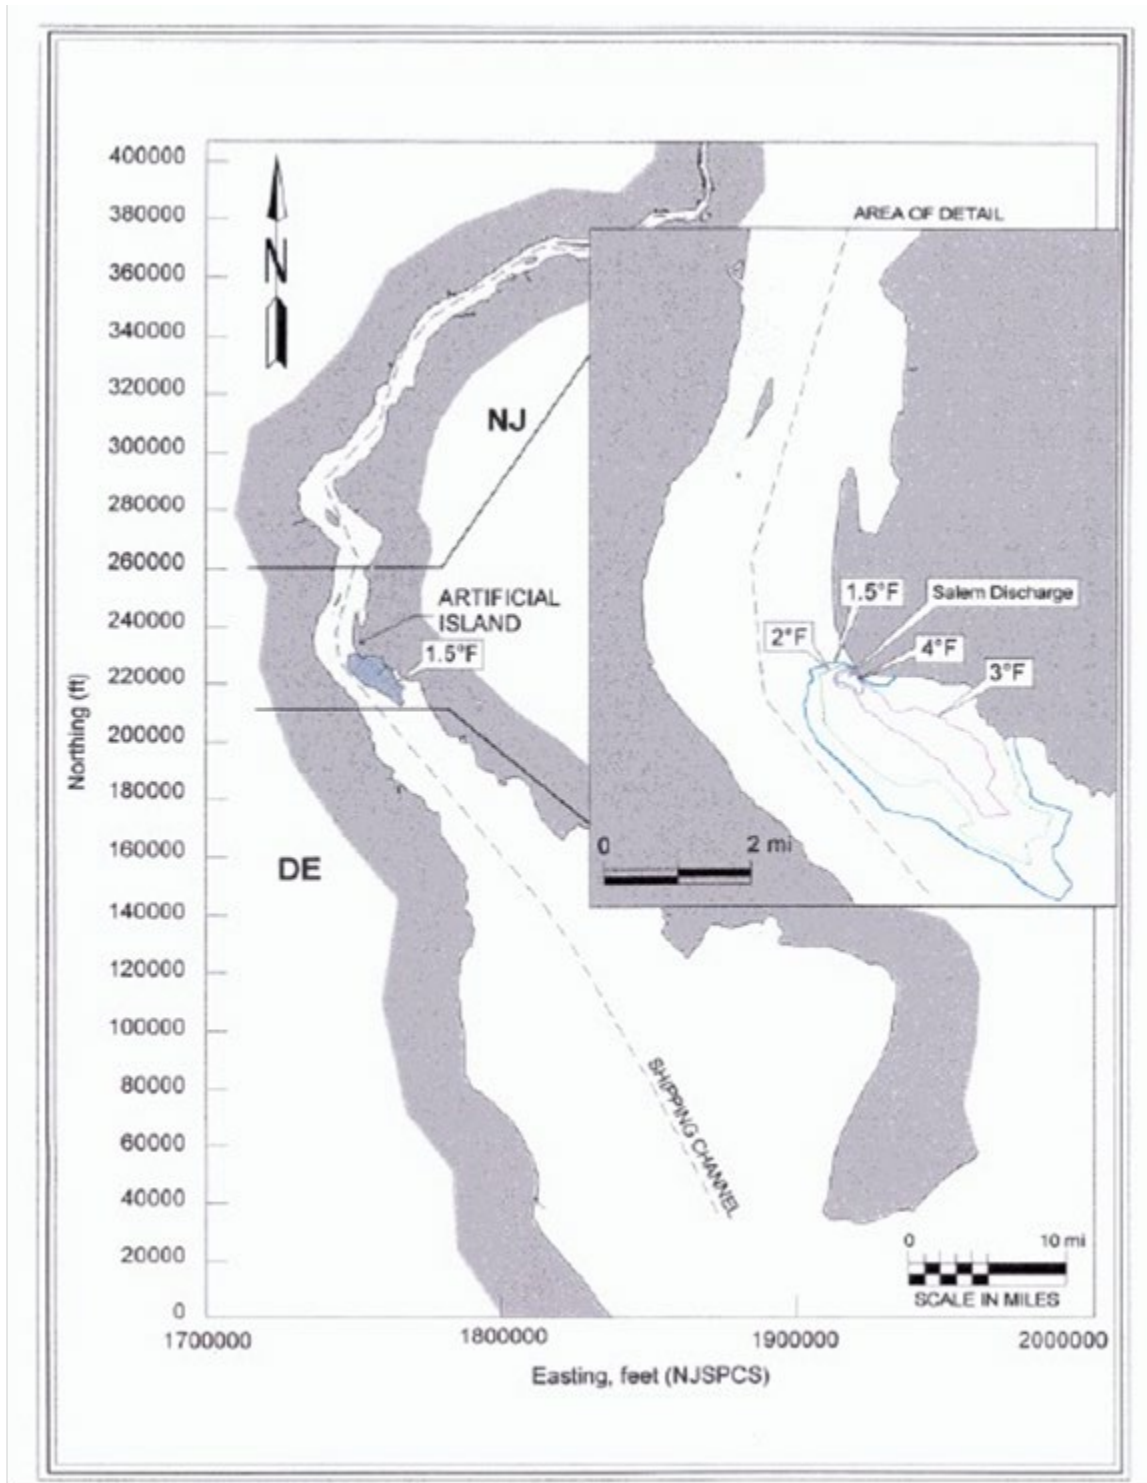 400000
380000
360000
340000
320000
300000
280000
260000
240000
220000
200000
180000
160000
140000
120000
100000
80000
60000
40000
20000
0
Northing (ft)
1700000
1800000
1900000
2000000
Easting, feet (NJSPCS)
N
NJ
DE
ARTIFICIAL
ISLAND
1.5°F
SHIPPING CHANNEL
0
10 mi
SCALE IN MILES
AREA OF DETAIL
1.5°F
Salem Discharge
2°F
4°F
3°F
0
2 mi